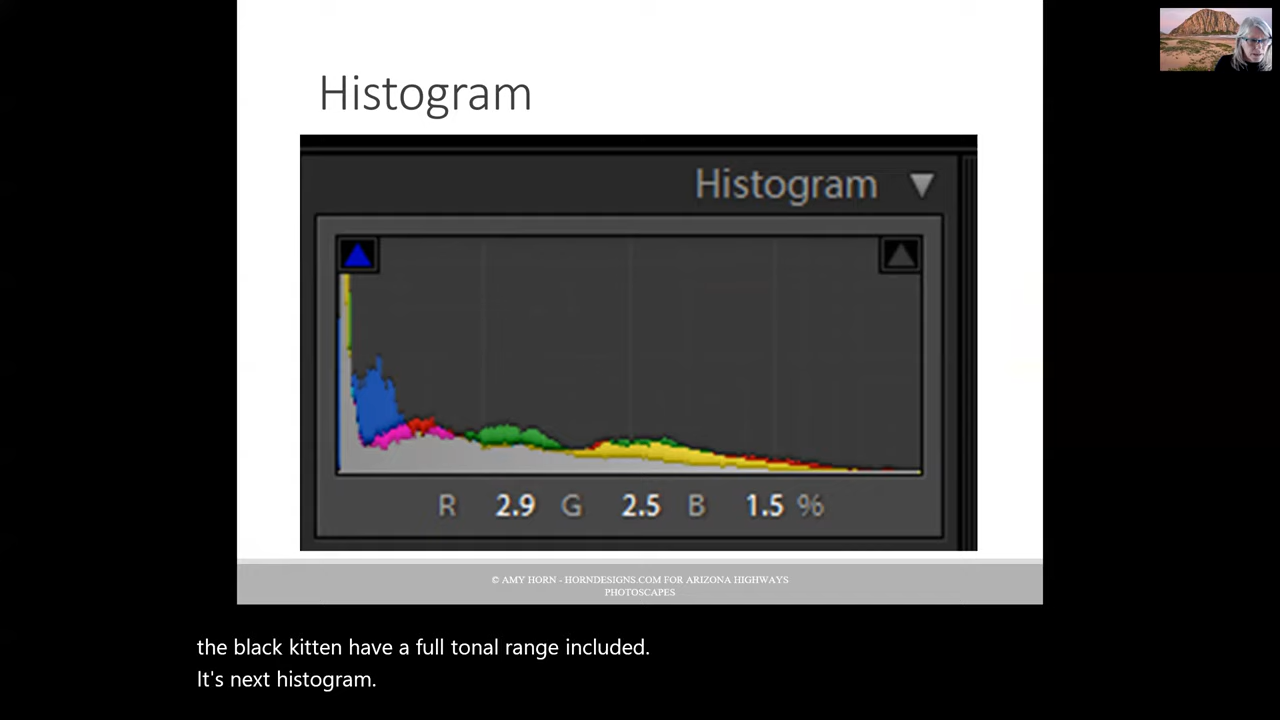 Histogram
Histogram
R 2.9 G 2.5 B 1.5 %
© AMY HORN - HORNDESIGNS.COM FOR ARIZONA HIGHWAYS
PHOTOSCAPES
the black kitten have a full tonal range included.
It's next histogram.